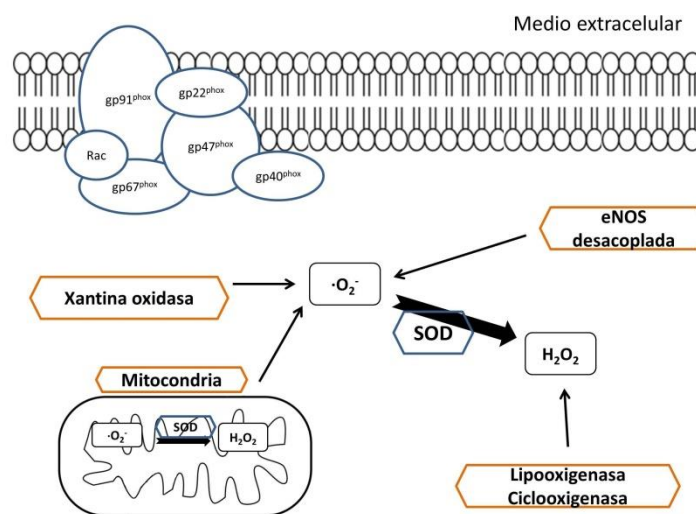 Medio extracelular
gp91phox
gp22phox
gp47phox
Rac
gp67phox
gp40phox
eNOS
desacoplada
Xantina oxidasa
·O₂⁻
SOD
H₂O₂
Mitocondria
·O₂⁻
SOD
H₂O₂
Lipooxigenasa
Ciclooxigenasa